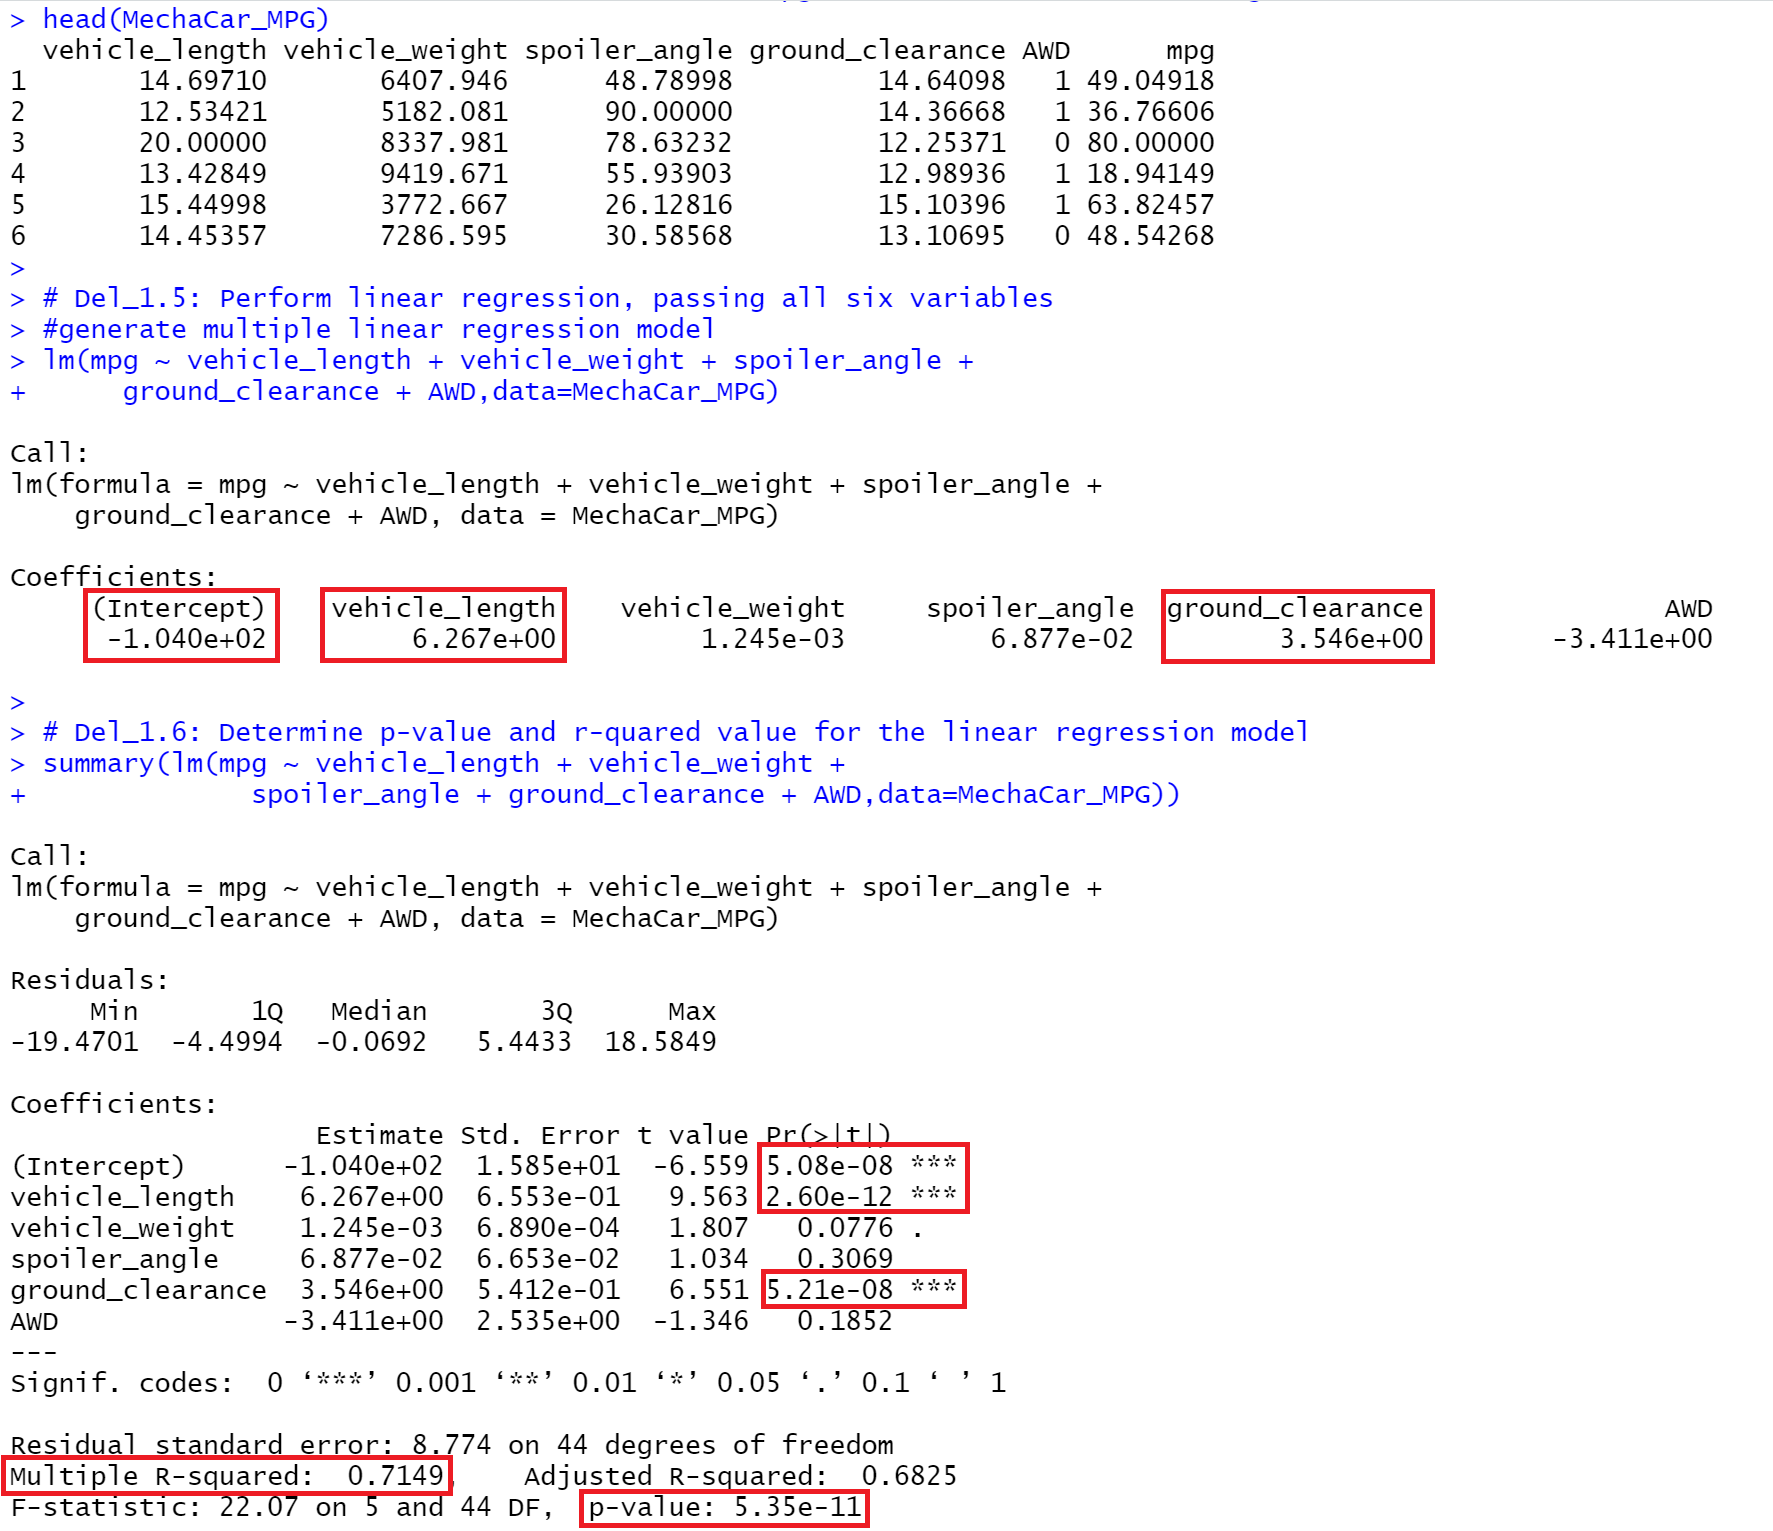 > head(MechaCar_MPG)
  vehicle_length vehicle_weight spoiler_angle ground_clearance AWD      mpg
1       14.69710       6407.946      48.78998         14.64098   1 49.04918
2       12.53421       5182.081      90.00000         14.36668   1 36.76606
3       20.00000       8337.981      78.63232         12.25371   0 80.00000
4       13.42849       9419.671      55.93903         12.98936   1 18.94149
5       15.44998       3772.667      26.12816         15.10396   1 63.82457
6       14.45357       7286.595      30.58568         13.10695   0 48.54268
>
> # Del_1.5: Perform linear regression, passing all six variables
> #generate multiple linear regression model
> lm(mpg ~ vehicle_length + vehicle_weight + spoiler_angle +
+      ground_clearance + AWD,data=MechaCar_MPG)

Call:
lm(formula = mpg ~ vehicle_length + vehicle_weight + spoiler_angle +
    ground_clearance + AWD, data = MechaCar_MPG)

Coefficients:
     (Intercept)    vehicle_length    vehicle_weight     spoiler_angle  ground_clearance               AWD
      -1.040e+02         6.267e+00         1.245e-03         6.877e-02         3.546e+00        -3.411e+00

>
> # Del_1.6: Determine p-value and r-quared value for the linear regression model
> summary(lm(mpg ~ vehicle_length + vehicle_weight +
+              spoiler_angle + ground_clearance + AWD,data=MechaCar_MPG))

Call:
lm(formula = mpg ~ vehicle_length + vehicle_weight + spoiler_angle +
    ground_clearance + AWD, data = MechaCar_MPG)

Residuals:
     Min       1Q   Median       3Q      Max
-19.4701  -4.4994  -0.0692   5.4433  18.5849

Coefficients:
                   Estimate Std. Error t value Pr(>|t|)
(Intercept)      -1.040e+02  1.585e+01  -6.559 5.08e-08 ***
vehicle_length    6.267e+00  6.553e-01   9.563 2.60e-12 ***
vehicle_weight    1.245e-03  6.890e-04   1.807   0.0776 .
spoiler_angle     6.877e-02  6.653e-02   1.034   0.3069
ground_clearance  3.546e+00  5.412e-01   6.551 5.21e-08 ***
AWD              -3.411e+00  2.535e+00  -1.346   0.1852
---
Signif. codes:  0 ‘***’ 0.001 ‘**’ 0.01 ‘*’ 0.05 ‘.’ 0.1 ‘ ’ 1

Residual standard error: 8.774 on 44 degrees of freedom
Multiple R-squared:  0.7149,    Adjusted R-squared:  0.6825
F-statistic: 22.07 on 5 and 44 DF,  p-value: 5.35e-11